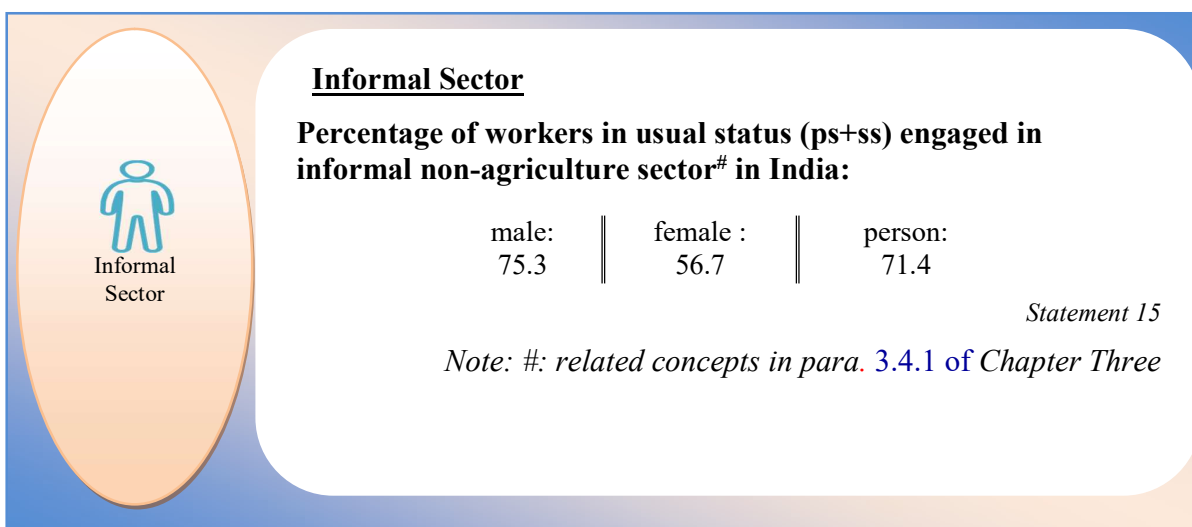 Informal
Sector
Informal Sector
Percentage of workers in usual status (ps+ss) engaged in
informal non-agriculture sector# in India:
male: female : person:
75.3 56.7 71.4
Statement 15
Note: #: related concepts in para. 3.4.1 of Chapter Three